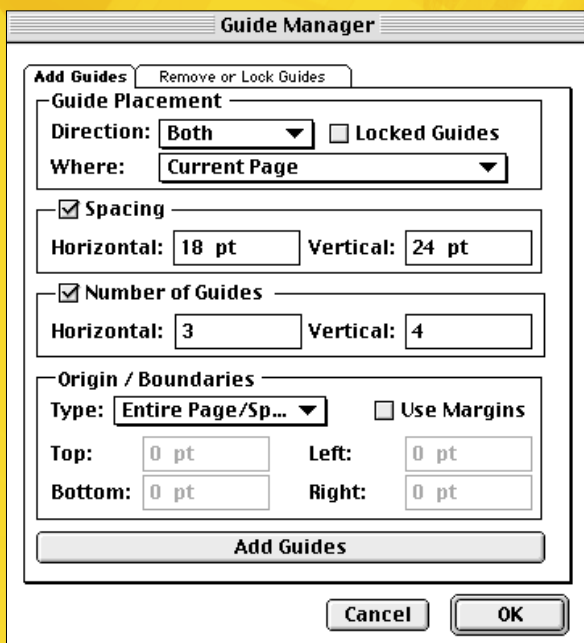 Guide Manager
Add Guides Remove or Lock Guides
Guide Placement
Direction: Both Locked Guides
Where: Current Page
Spacing
Horizontal: 18 pt Vertical: 24 pt
Number of Guides
Horizontal: 3 Vertical: 4
Origin / Boundaries
Type: Entire Page/Sp... Use Margins
Top: 0 pt Left: 0 pt
Bottom: 0 pt Right: 0 pt
Add Guides
Cancel OK